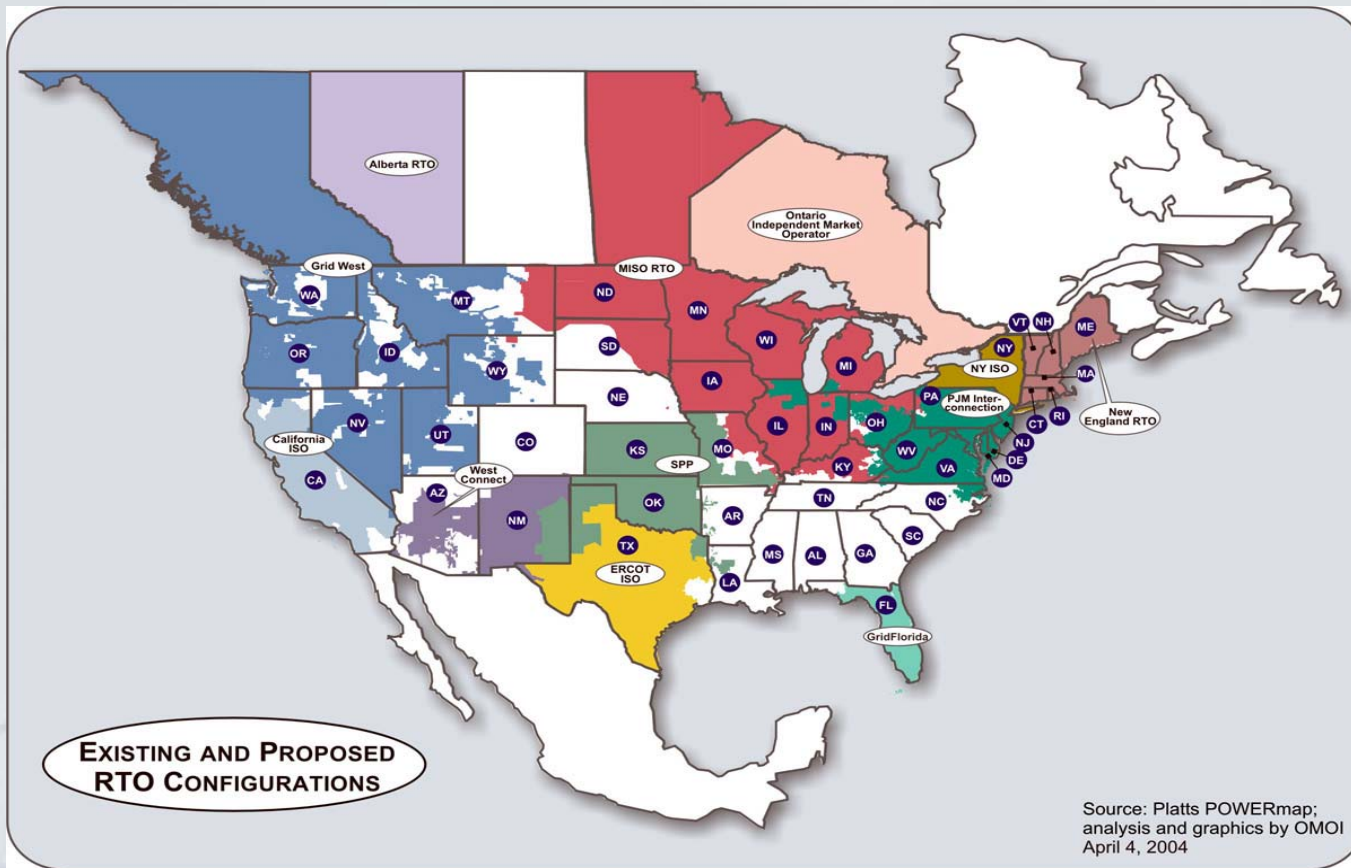 Alberta RTO
Ontario
Independent Market
Operator
Grid West
MISO RTO
WA
MT
ND
MN
VT
NH
ME
OR
ID
SD
WI
NY
NY ISO
WY
MI
MA
IA
NE
PA
PJM Inter-
connection
New
England RTO
RI
CT
NV
UT
CO
IL
IN
OH
NJ
California
ISO
KS
MO
WV
DE
KY
VA
MD
SPP
West
Connect
CA
AZ
TN
NC
NM
OK
AR
SC
TX
MS
AL
GA
ERCOT
ISO
LA
FL
GridFlorida
EXISTING AND PROPOSED
RTO CONFIGURATIONS
Source: Platts POWERmap;
analysis and graphics by OMOI
April 4, 2004